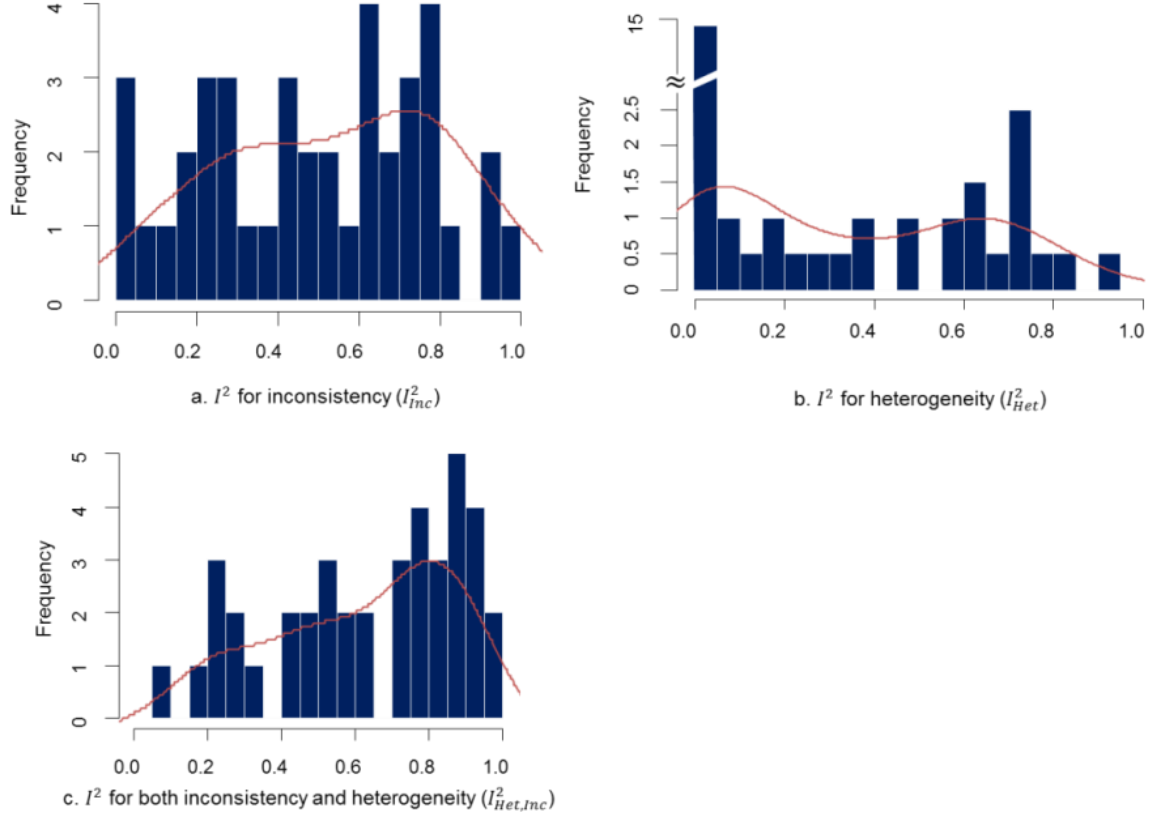 4
3
2
1
0
Frequency
0.0 0.2 0.4 0.6 0.8 1.0
a. I² for inconsistency (I²_Inc)
15
≈
2.5
2
1.5
1
0.5
0
Frequency
0.0 0.2 0.4 0.6 0.8 1.0
b. I² for heterogeneity (I²_Het)
5
4
3
2
1
0
Frequency
0.0 0.2 0.4 0.6 0.8 1.0
c. I² for both inconsistency and heterogeneity (I²_Het,Inc)